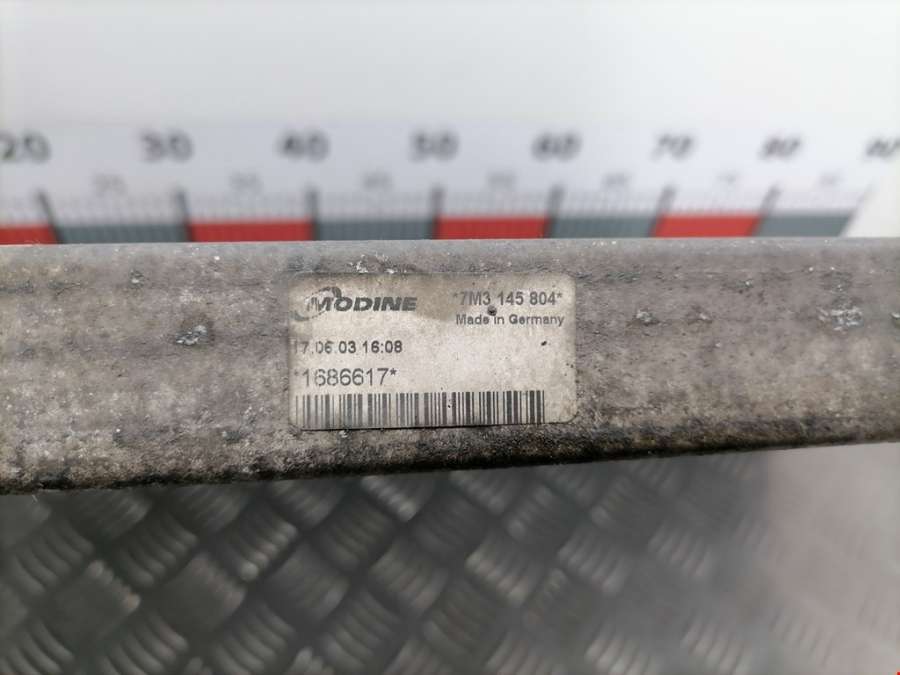 20 30 40 50 60 70 80
MODINE *7M3 145 804*
Made in Germany
17.06.03 16:08
*1686617*